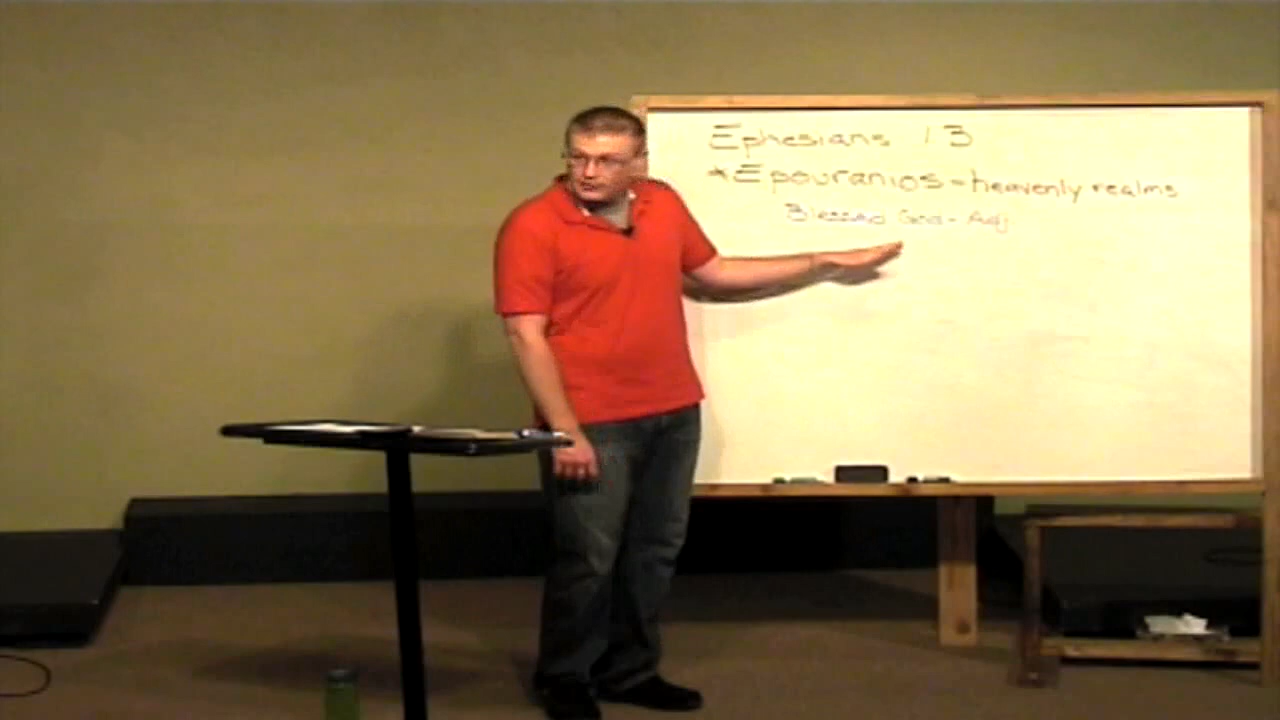 Ephesians 1:3
*Epouranios = heavenly realms
Blessed God - Adj